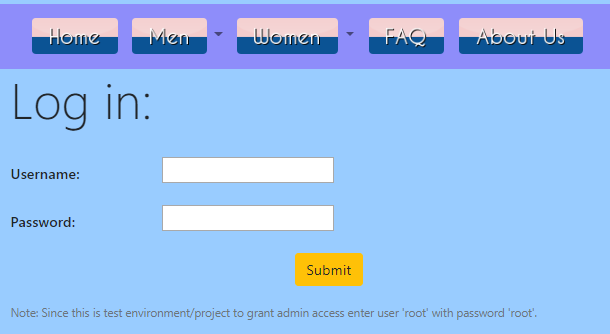 Home Men Women FAQ About Us
Log in:
Username:
Password:
Submit
Note: Since this is test environment/project to grant admin access enter user 'root' with password 'root'.